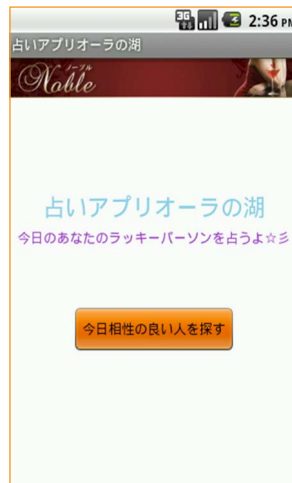 3G 2:36 PM
占いアプリオーラの湖
ノーブル
Noble
占いアプリオーラの湖
今日のあなたのラッキーパーソンを占うよ☆彡
今日相性の良い人を探す